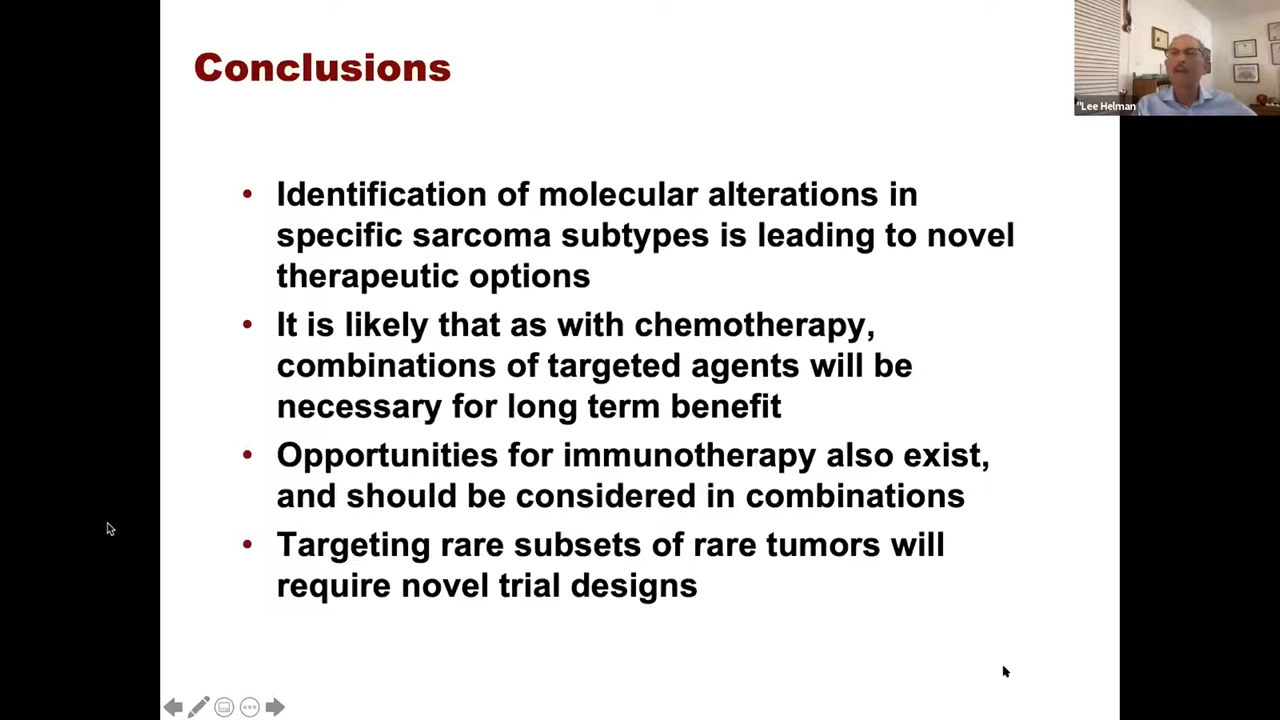 Conclusions
"Lee Helman
• Identification of molecular alterations in
specific sarcoma subtypes is leading to novel
therapeutic options
• It is likely that as with chemotherapy,
combinations of targeted agents will be
necessary for long term benefit
• Opportunities for immunotherapy also exist,
and should be considered in combinations
• Targeting rare subsets of rare tumors will
require novel trial designs